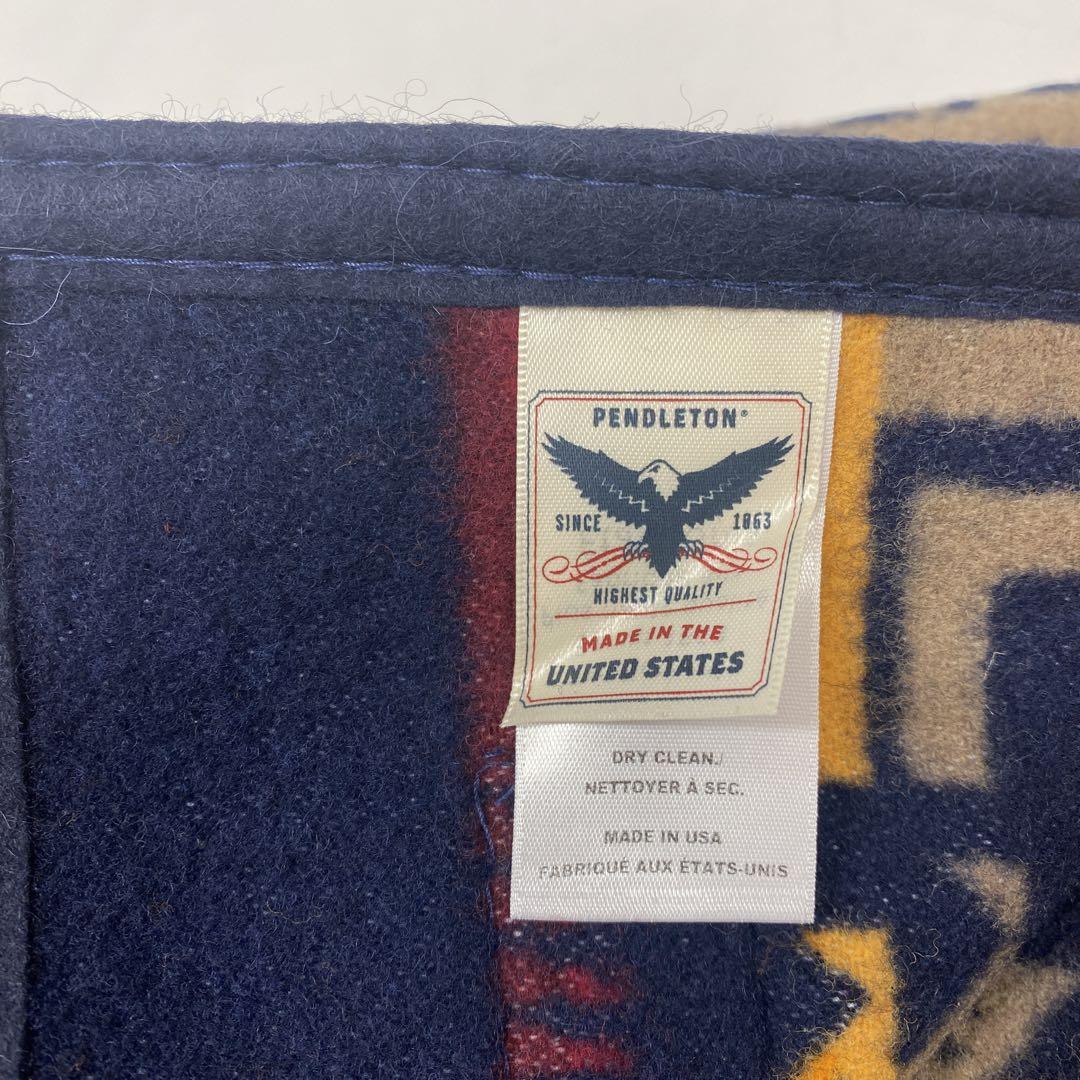 PENDLETON®
SINCE 1863
HIGHEST QUALITY
MADE IN THE
UNITED STATES
DRY CLEAN./
NETTOYER À SEC.
MADE IN USA
FABRIQUÉ AUX ÉTATS-UNIS